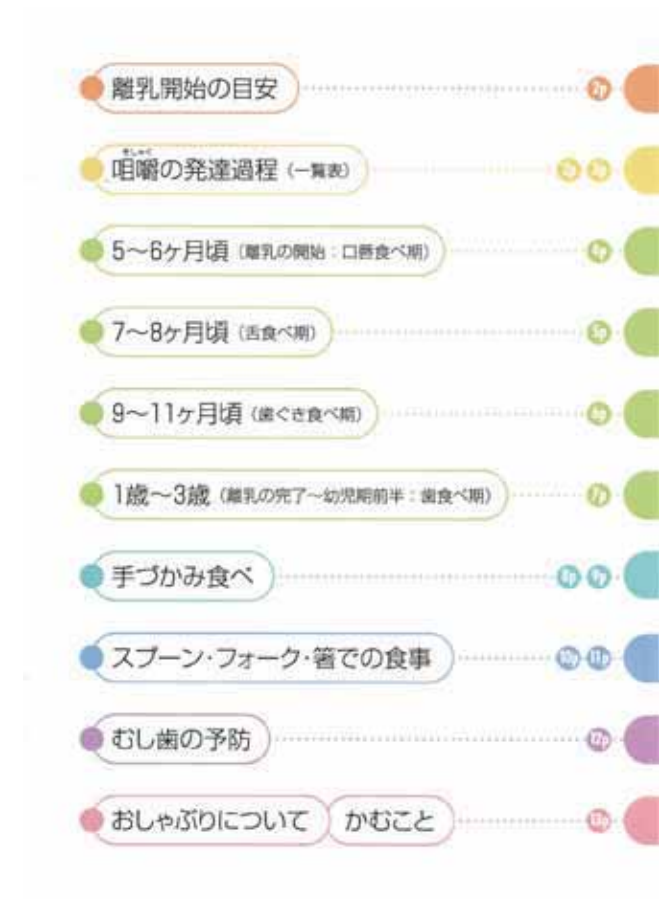 離乳開始の目安 2p
そしゃく
咀嚼の発達過程（一覧表） 2p 3p
5～6ヶ月頃（離乳の開始：口唇食べ期） 4p
7～8ヶ月頃（舌食べ期） 5p
9～11ヶ月頃（歯ぐき食べ期） 6p
1歳～3歳（離乳の完了～幼児期前半：歯食べ期） 7p
手づかみ食べ 8p 9p
スプーン・フォーク・箸での食事 10p 11p
むし歯の予防 12p
おしゃぶりについて かむこと 13p